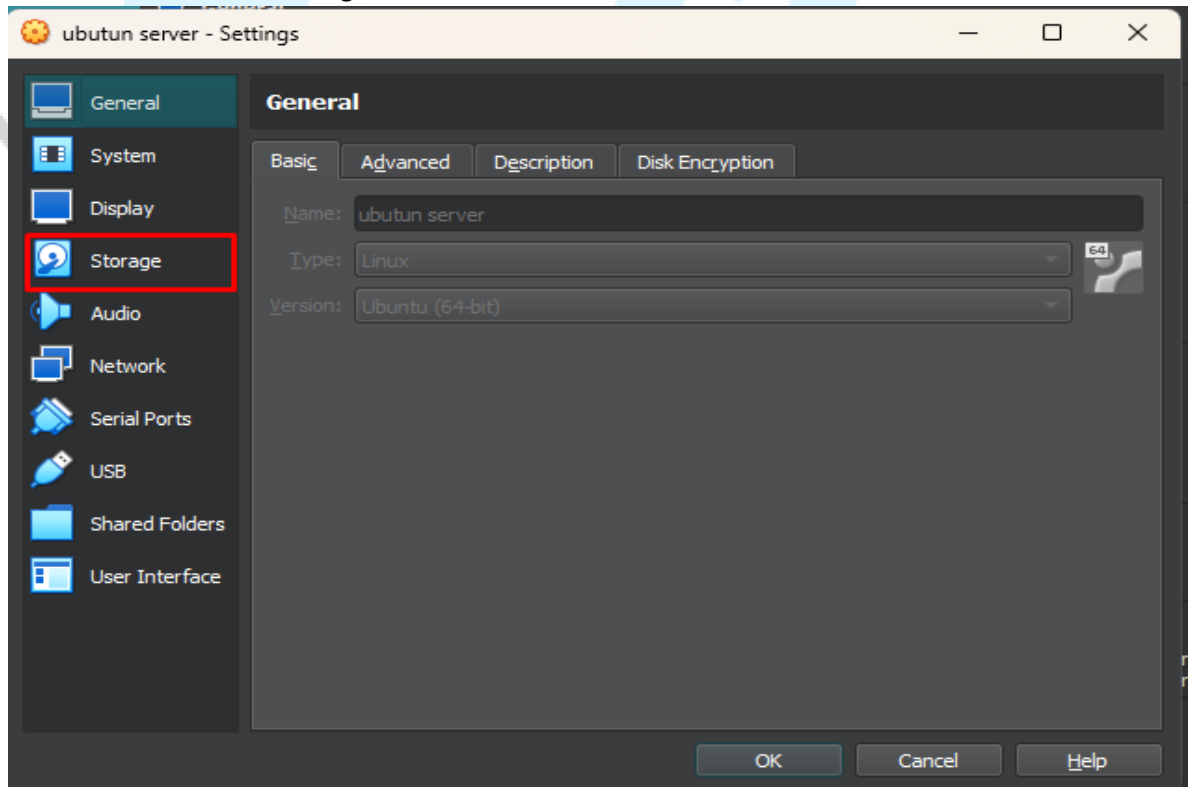 ubutun server - Settings
General
System
Display
Storage
Audio
Network
Serial Ports
USB
Shared Folders
User Interface
General
Basic
Advanced
Description
Disk Encryption
Name: ubutun server
Type: Linux
64
Version: Ubuntu (64-bit)
OK
Cancel
Help